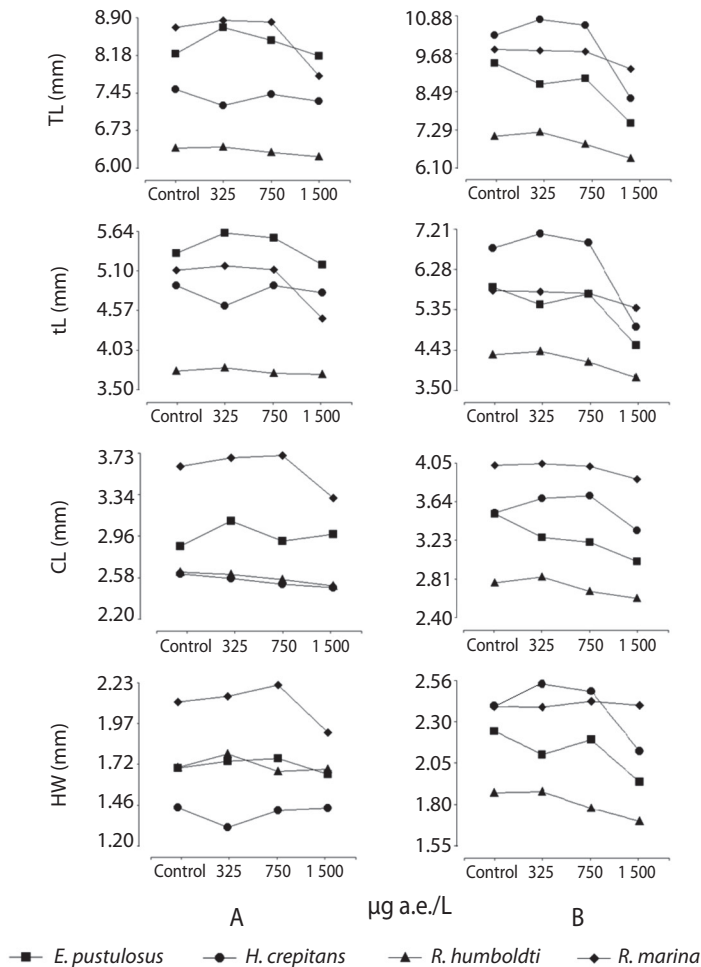 8.90
8.18
7.45
6.73
6.00
TL (mm)
Control 325 750 1 500
10.88
9.68
8.49
7.29
6.10
Control 325 750 1 500
5.64
5.10
4.57
4.03
3.50
tL (mm)
Control 325 750 1 500
7.21
6.28
5.35
4.43
3.50
Control 325 750 1 500
3.73
3.34
2.96
2.58
2.20
CL (mm)
Control 325 750 1 500
4.05
3.64
3.23
2.81
2.40
Control 325 750 1 500
2.23
1.97
1.72
1.46
1.20
HW (mm)
Control 325 750 1 500
2.56
2.30
2.05
1.80
1.55
Control 325 750 1 500
A
µg a.e./L
B
E. pustulosus H. crepitans R. humboldti R. marina